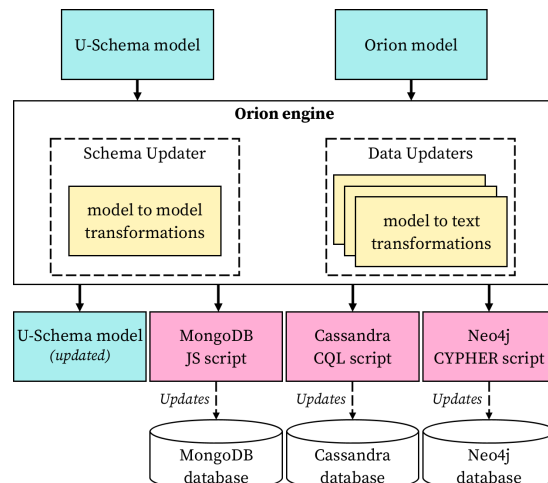 U-Schema model
Orion model
Orion engine
Schema Updater
Data Updaters
model to model
transformations
model to text
transformations
U-Schema model
(updated)
MongoDB
JS script
Cassandra
CQL script
Neo4j
CYPHER script
Updates
Updates
Updates
MongoDB
database
Cassandra
database
Neo4j
database